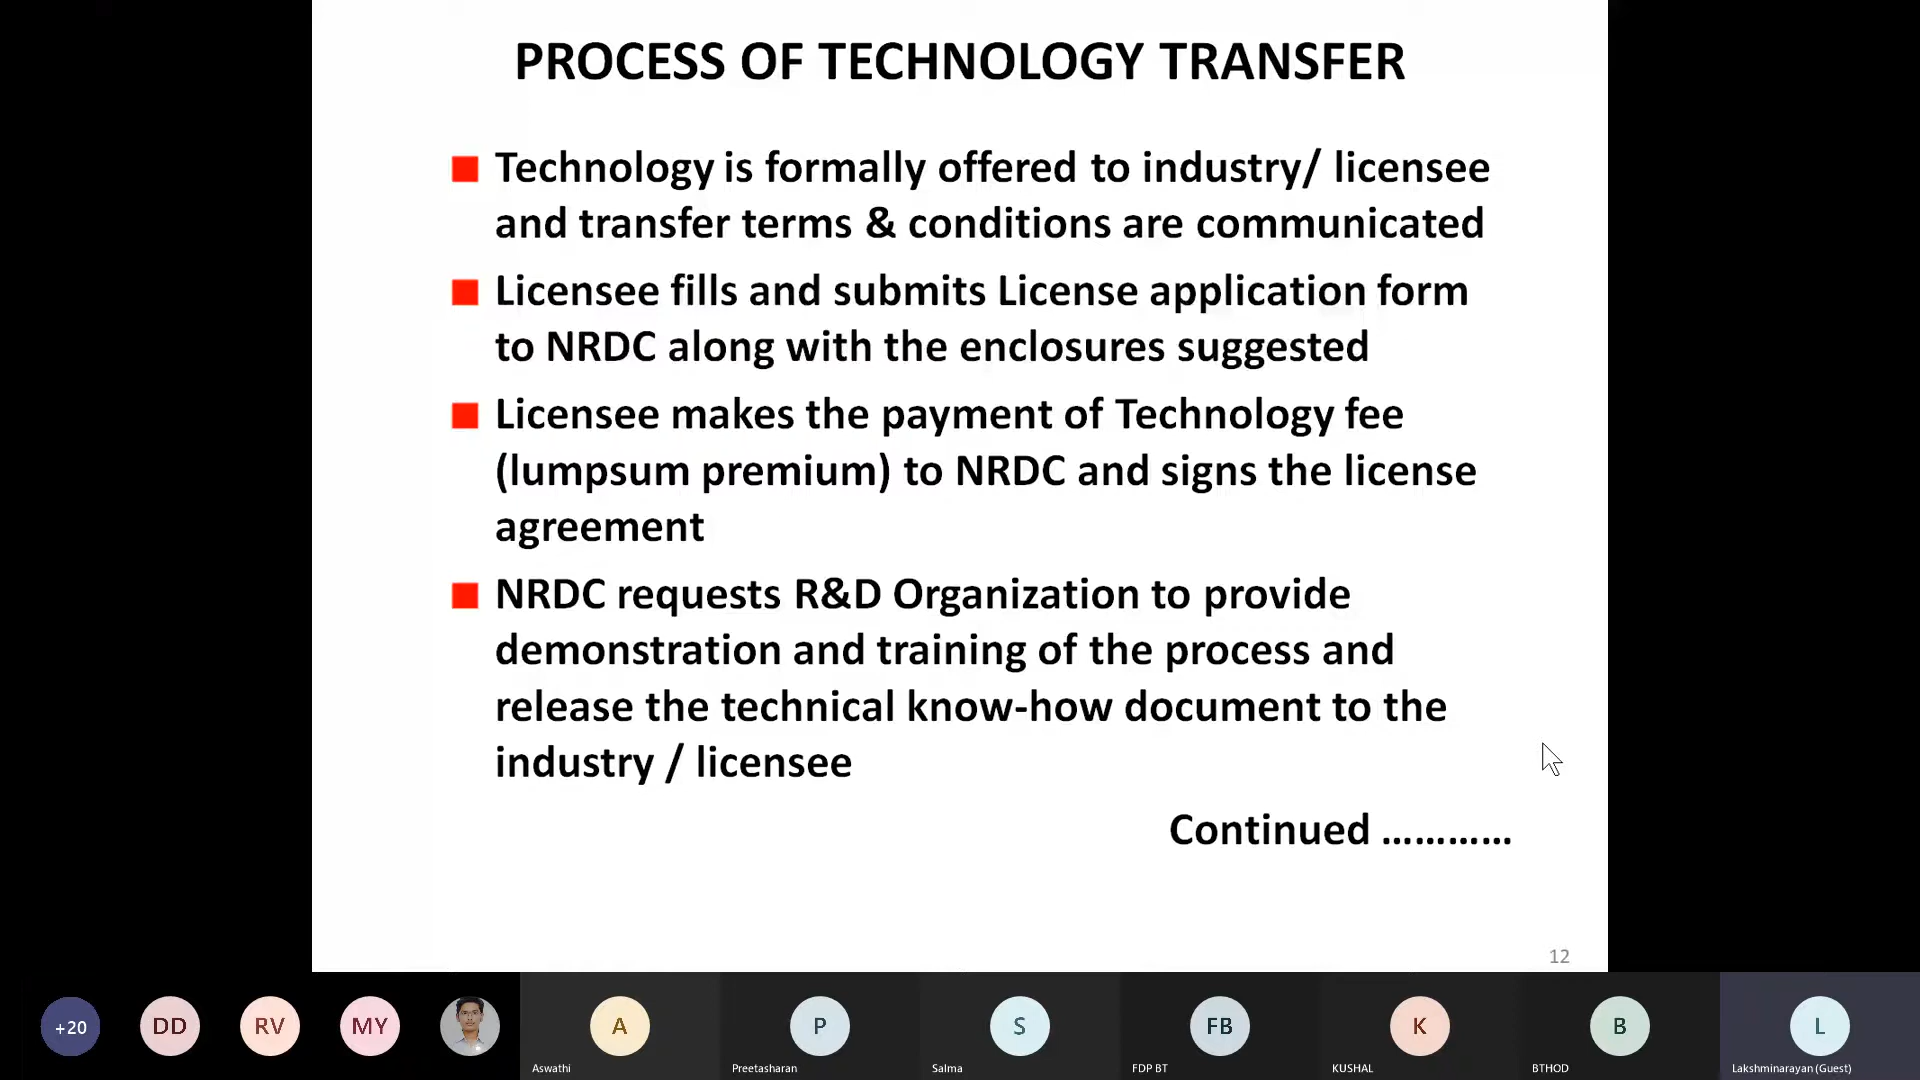 PROCESS OF TECHNOLOGY TRANSFER
Technology is formally offered to industry/ licensee
and transfer terms & conditions are communicated
Licensee fills and submits License application form
to NRDC along with the enclosures suggested
Licensee makes the payment of Technology fee
(lumpsum premium) to NRDC and signs the license
agreement
NRDC requests R&D Organization to provide
demonstration and training of the process and
release the technical know-how document to the
industry / licensee
Continued …………
12
+20 DD RV MY A P S FB K B L
Aswathi Preetasharan Salma FDP BT KUSHAL BTHOD Lakshminarayan (Guest)